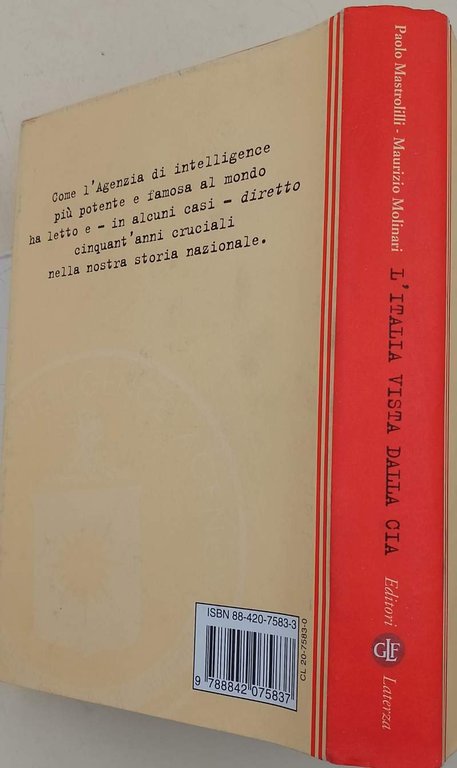 Come l'Agenzia di intelligence
più potente e famosa al mondo
ha letto e – in alcuni casi – diretto
cinquant'anni cruciali
nella nostra storia nazionale.
ISBN 88-420-7583-3
9 788842 075837
CL 20-7583-0
Paolo Mastrolilli - Maurizio Molinari
L'ITALIA VISTA DALLA CIA
Editori
GLF
Laterza